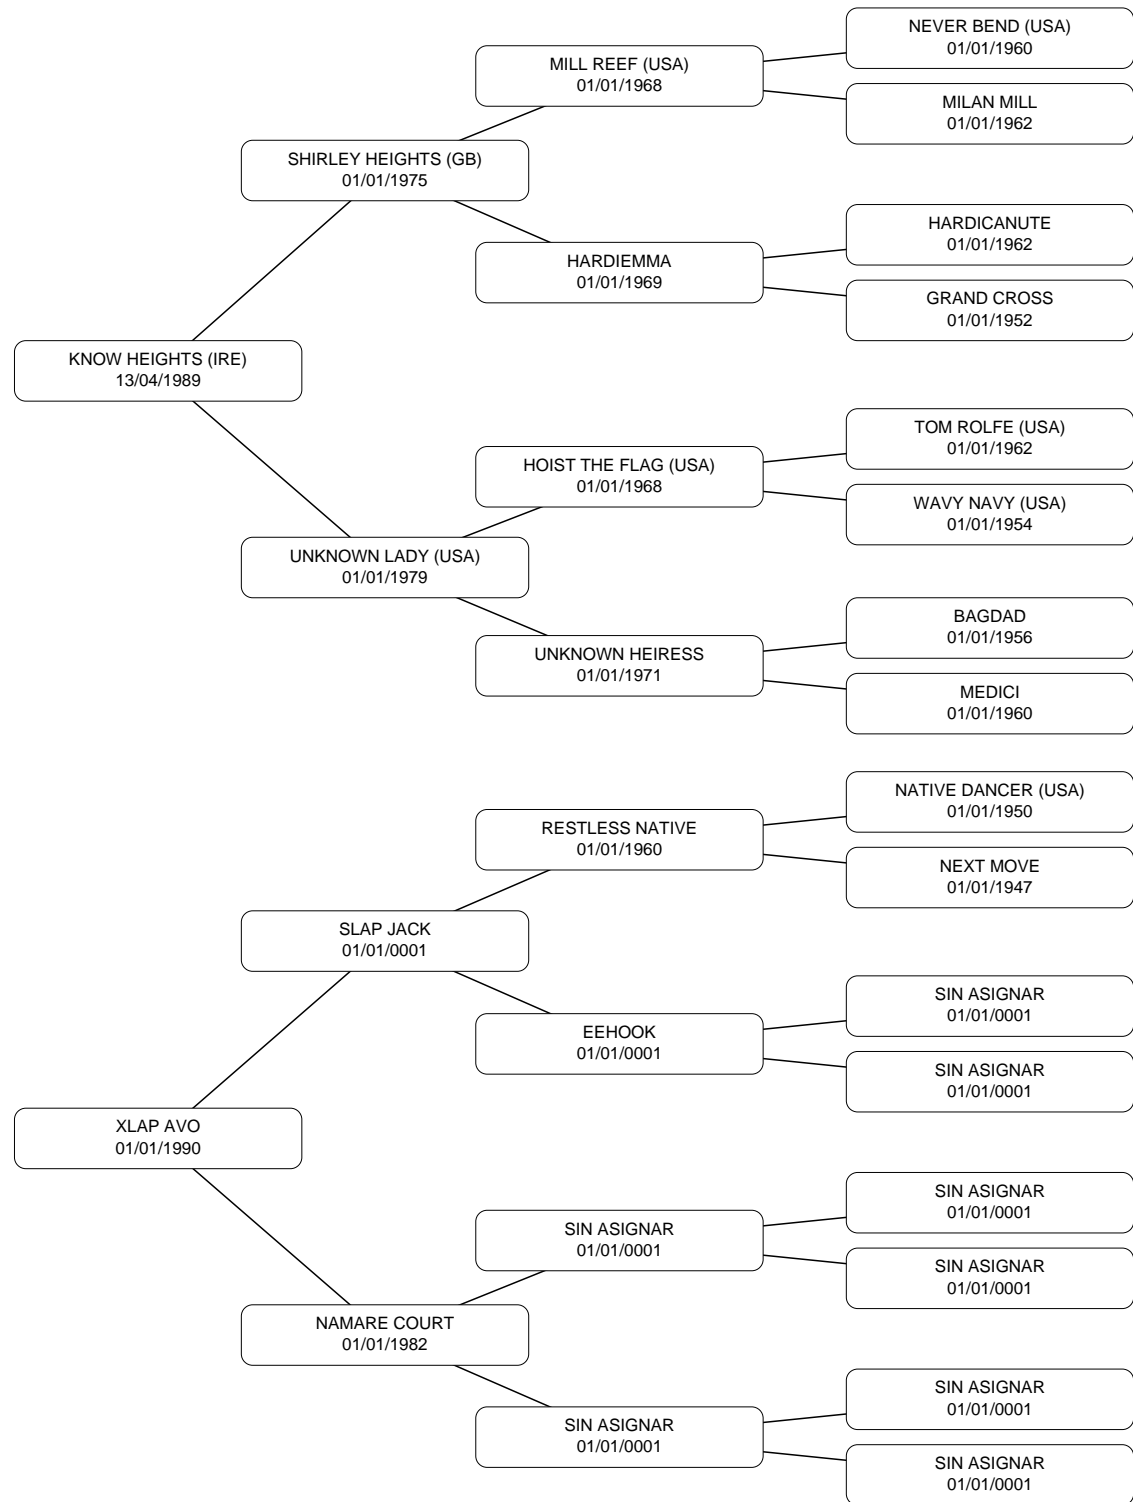 NEVER BEND (USA)
01/01/1960
MILL REEF (USA)
01/01/1968
MILAN MILL
01/01/1962
SHIRLEY HEIGHTS (GB)
01/01/1975
HARDICANUTE
01/01/1962
HARDIEMMA
01/01/1969
GRAND CROSS
01/01/1952
KNOW HEIGHTS (IRE)
13/04/1989
TOM ROLFE (USA)
01/01/1962
HOIST THE FLAG (USA)
01/01/1968
WAVY NAVY (USA)
01/01/1954
UNKNOWN LADY (USA)
01/01/1979
BAGDAD
01/01/1956
UNKNOWN HEIRESS
01/01/1971
MEDICI
01/01/1960
NATIVE DANCER (USA)
01/01/1950
RESTLESS NATIVE
01/01/1960
NEXT MOVE
01/01/1947
SLAP JACK
01/01/0001
SIN ASIGNAR
01/01/0001
EEHOOK
01/01/0001
SIN ASIGNAR
01/01/0001
XLAP AVO
01/01/1990
SIN ASIGNAR
01/01/0001
SIN ASIGNAR
01/01/0001
SIN ASIGNAR
01/01/0001
NAMARE COURT
01/01/1982
SIN ASIGNAR
01/01/0001
SIN ASIGNAR
01/01/0001
SIN ASIGNAR
01/01/0001